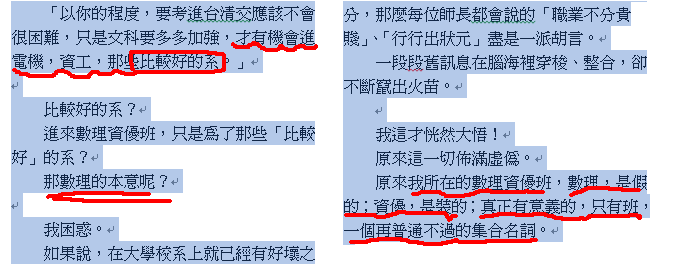 「以你的程度，要考進台清交應該不會
很困難，只是文科要多多加強，才有機會進
電機，資工，那些比較好的系。」
比較好的系？
進來數理資優班，只是為了那些「比較
好」的系？
那數理的本意呢？
我困惑。
如果說，在大學校系上就已經有好壞之
分，那麼每位師長都會說的「職業不分貴
賤」、「行行出狀元」盡是一派胡言。
一段段舊訊息在腦海裡穿梭、整合，卻
不斷竄出火苗。
我這才恍然大悟！
原來這一切佈滿虛偽。
原來我所在的數理資優班，數理，是假
的；資優，是裝的；真正有意義的，只有班，
一個再普通不過的集合名詞。